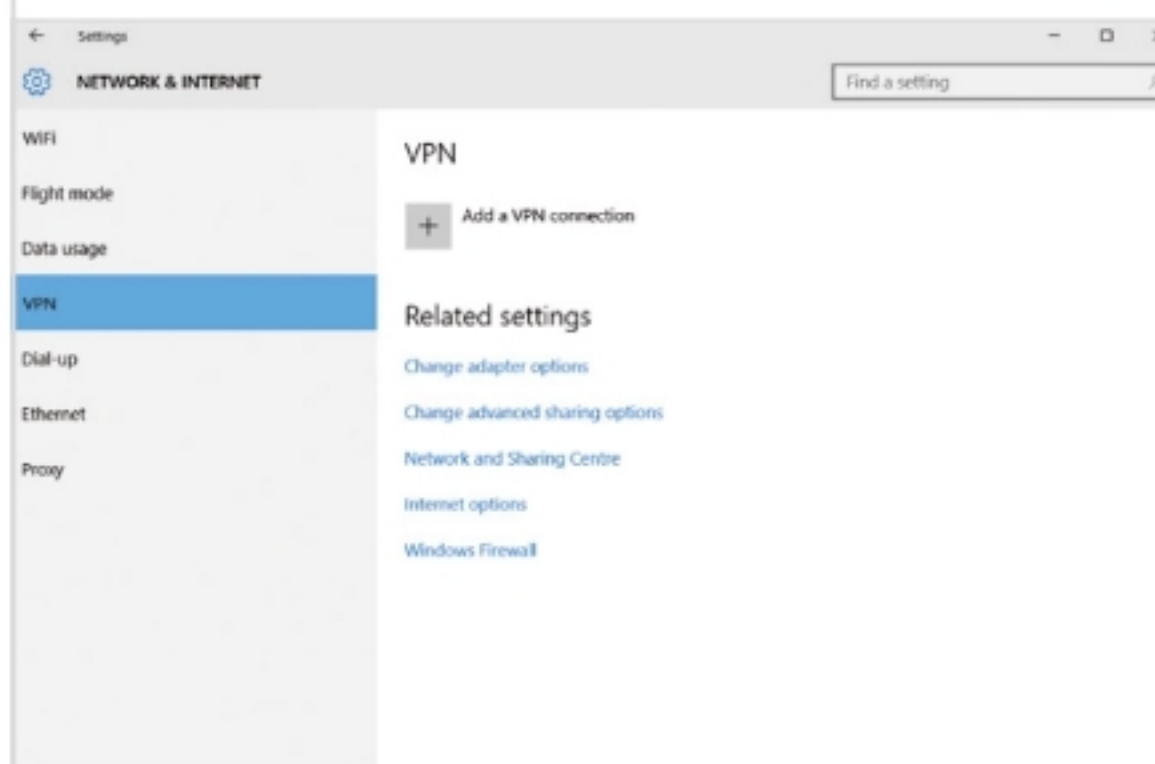 Settings
NETWORK & INTERNET
Find a setting
WiFi
Flight mode
Data usage
VPN
Dial-up
Ethernet
Proxy
VPN
+ Add a VPN connection
Related settings
Change adapter options
Change advanced sharing options
Network and Sharing Centre
Internet options
Windows Firewall